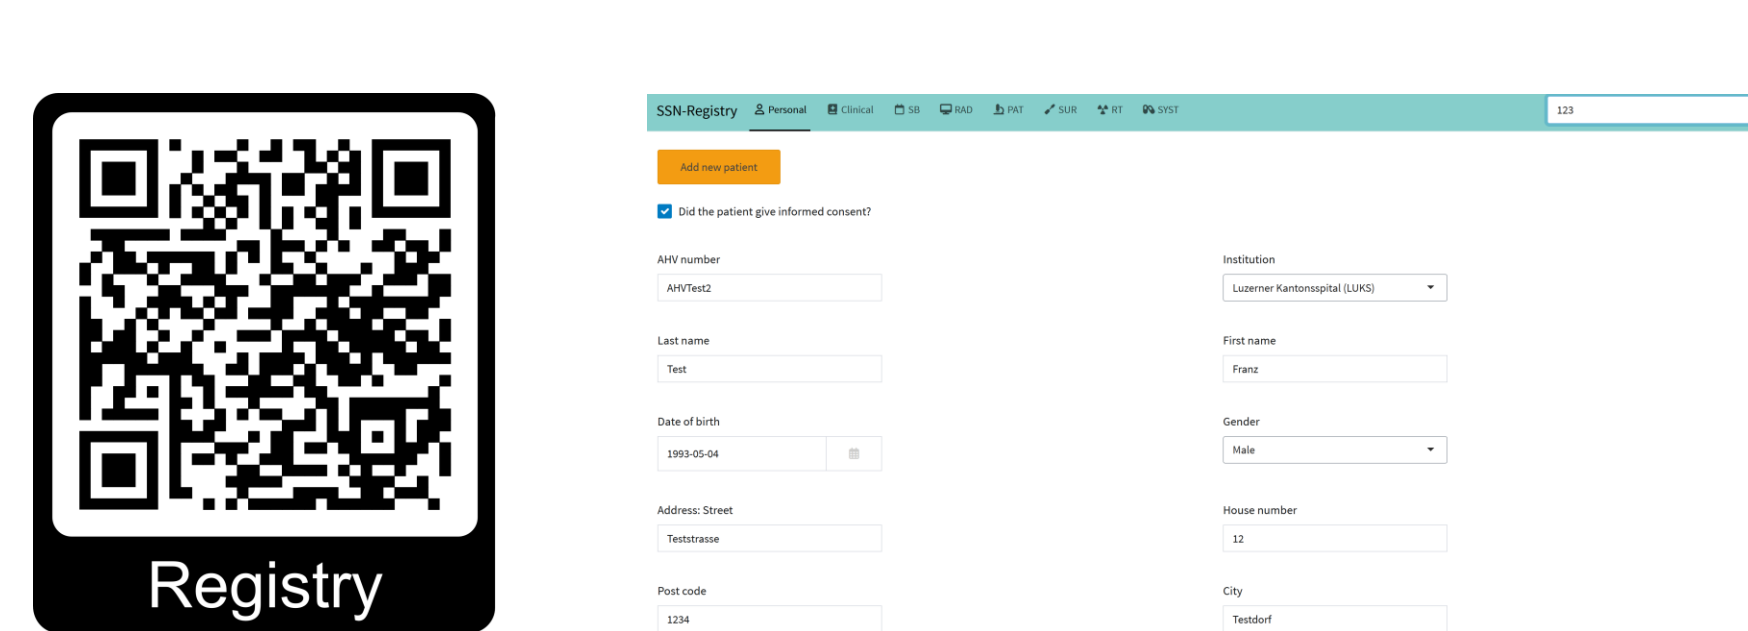 Registry
SSN-Registry Personal Clinical SB RAD PAT SUR RT SYST 123
Add new patient
Did the patient give informed consent?
AHV number Institution
AHVTest2 Luzerner Kantonsspital (LUKS)
Last name First name
Test Franz
Date of birth Gender
1993-05-04 Male
Address: Street House number
Teststrasse 12
Post code City
1234 Testdorf